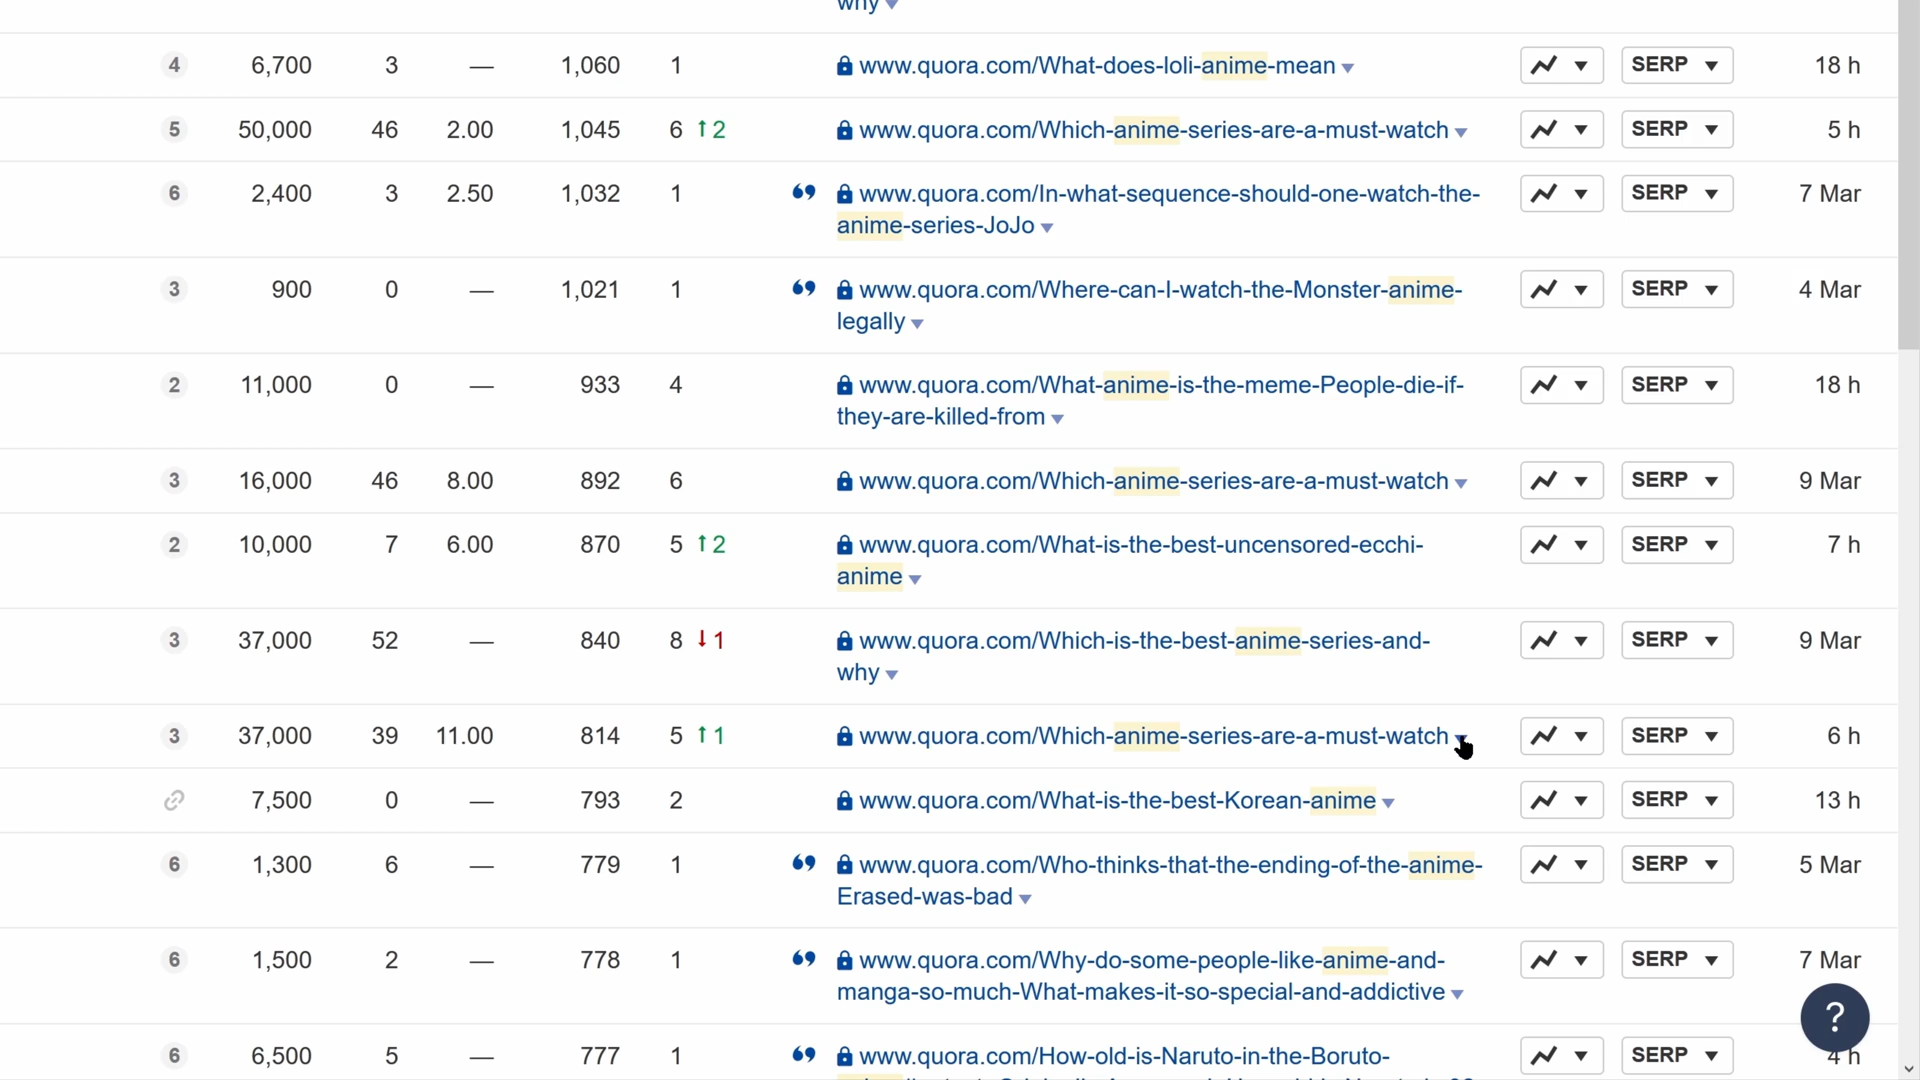 why
4 6,700 3 — 1,060 1 www.quora.com/What-does-loli-anime-mean SERP 18 h
5 50,000 46 2.00 1,045 6 ↑2 www.quora.com/Which-anime-series-are-a-must-watch SERP 5 h
6 2,400 3 2.50 1,032 1 www.quora.com/In-what-sequence-should-one-watch-the- SERP 7 Mar
anime-series-JoJo
3 900 0 — 1,021 1 www.quora.com/Where-can-I-watch-the-Monster-anime- SERP 4 Mar
legally
2 11,000 0 — 933 4 www.quora.com/What-anime-is-the-meme-People-die-if- SERP 18 h
they-are-killed-from
3 16,000 46 8.00 892 6 www.quora.com/Which-anime-series-are-a-must-watch SERP 9 Mar
2 10,000 7 6.00 870 5 ↑2 www.quora.com/What-is-the-best-uncensored-ecchi- SERP 7 h
anime
3 37,000 52 — 840 8 ↓1 www.quora.com/Which-is-the-best-anime-series-and- SERP 9 Mar
why
3 37,000 39 11.00 814 5 ↑1 www.quora.com/Which-anime-series-are-a-must-watch SERP 6 h
7,500 0 — 793 2 www.quora.com/What-is-the-best-Korean-anime SERP 13 h
6 1,300 6 — 779 1 www.quora.com/Who-thinks-that-the-ending-of-the-anime- SERP 5 Mar
Erased-was-bad
6 1,500 2 — 778 1 www.quora.com/Why-do-some-people-like-anime-and- SERP 7 Mar
manga-so-much-What-makes-it-so-special-and-addictive
?
6 6,500 5 — 777 1 www.quora.com/How-old-is-Naruto-in-the-Boruto- SERP 4 h